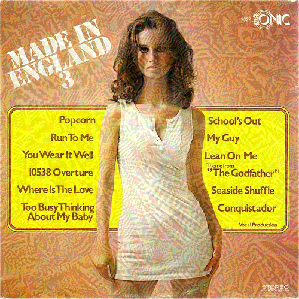 MADE IN
ENGLAND
3
SONIC
Popcorn
Run To Me
You Wear It Well
10538 Overture
Where Is The Love
Too Busy Thinking
About My Baby
School's Out
My Guy
Lean On Me
"The Godfather"
Seaside Shuffle
Conquistador
STEREO